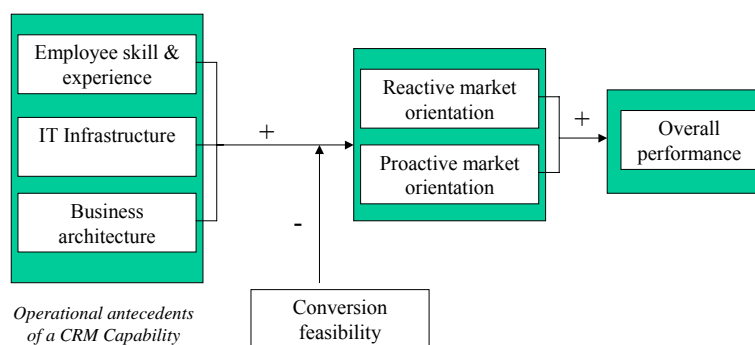 Employee skill &
experience
IT Infrastructure
Business
architecture
Operational antecedents
of a CRM Capability
+
-
Conversion
feasibility
Reactive market
orientation
Proactive market
orientation
+
Overall
performance